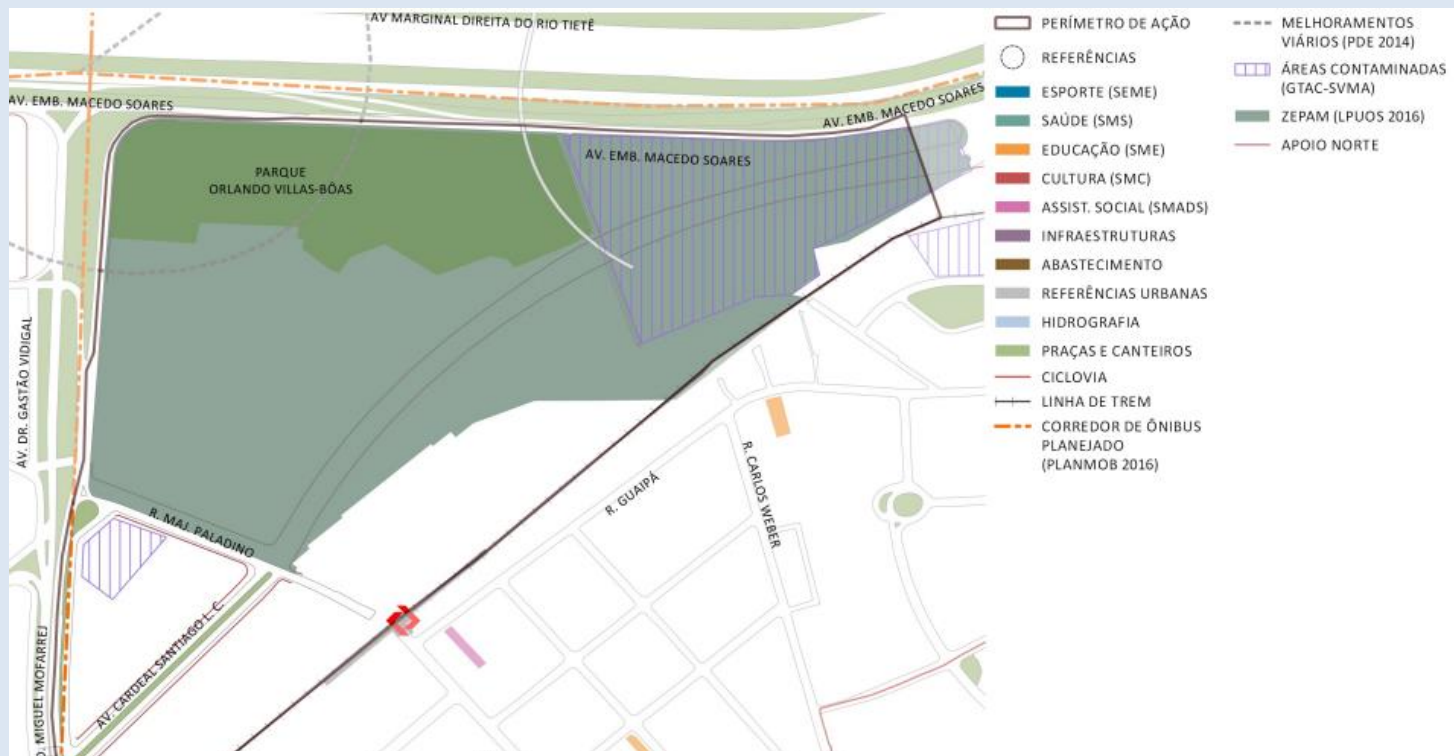 AV MARGINAL DIREITA DO RIO TIETÊ
AV. EMB. MACEDO SOARES
AV. EMB. MACEDO SOARES
AV. EMB. MACEDO SOARES
PARQUE
ORLANDO VILLAS-BÔAS
AV. DR. GASTÃO VIDIGAL
R. MAJ. PALADINO
R. GUAIPÁ
R. CARLOS WEBER
AV. CARDEAL SANTIAGO L. C.
MIGUEL MOFARREJ
PERÍMETRO DE AÇÃO
REFERÊNCIAS
ESPORTE (SEME)
SAÚDE (SMS)
EDUCAÇÃO (SME)
CULTURA (SMC)
ASSIST. SOCIAL (SMADS)
INFRAESTRUTURAS
ABASTECIMENTO
REFERÊNCIAS URBANAS
HIDROGRAFIA
PRAÇAS E CANTEIROS
CICLOVIA
LINHA DE TREM
CORREDOR DE ÔNIBUS
PLANEJADO
(PLANMOB 2016)
MELHORAMENTOS
VIÁRIOS (PDE 2014)
ÁREAS CONTAMINADAS
(GTAC-SVMA)
ZEPAM (LPUOS 2016)
APOIO NORTE